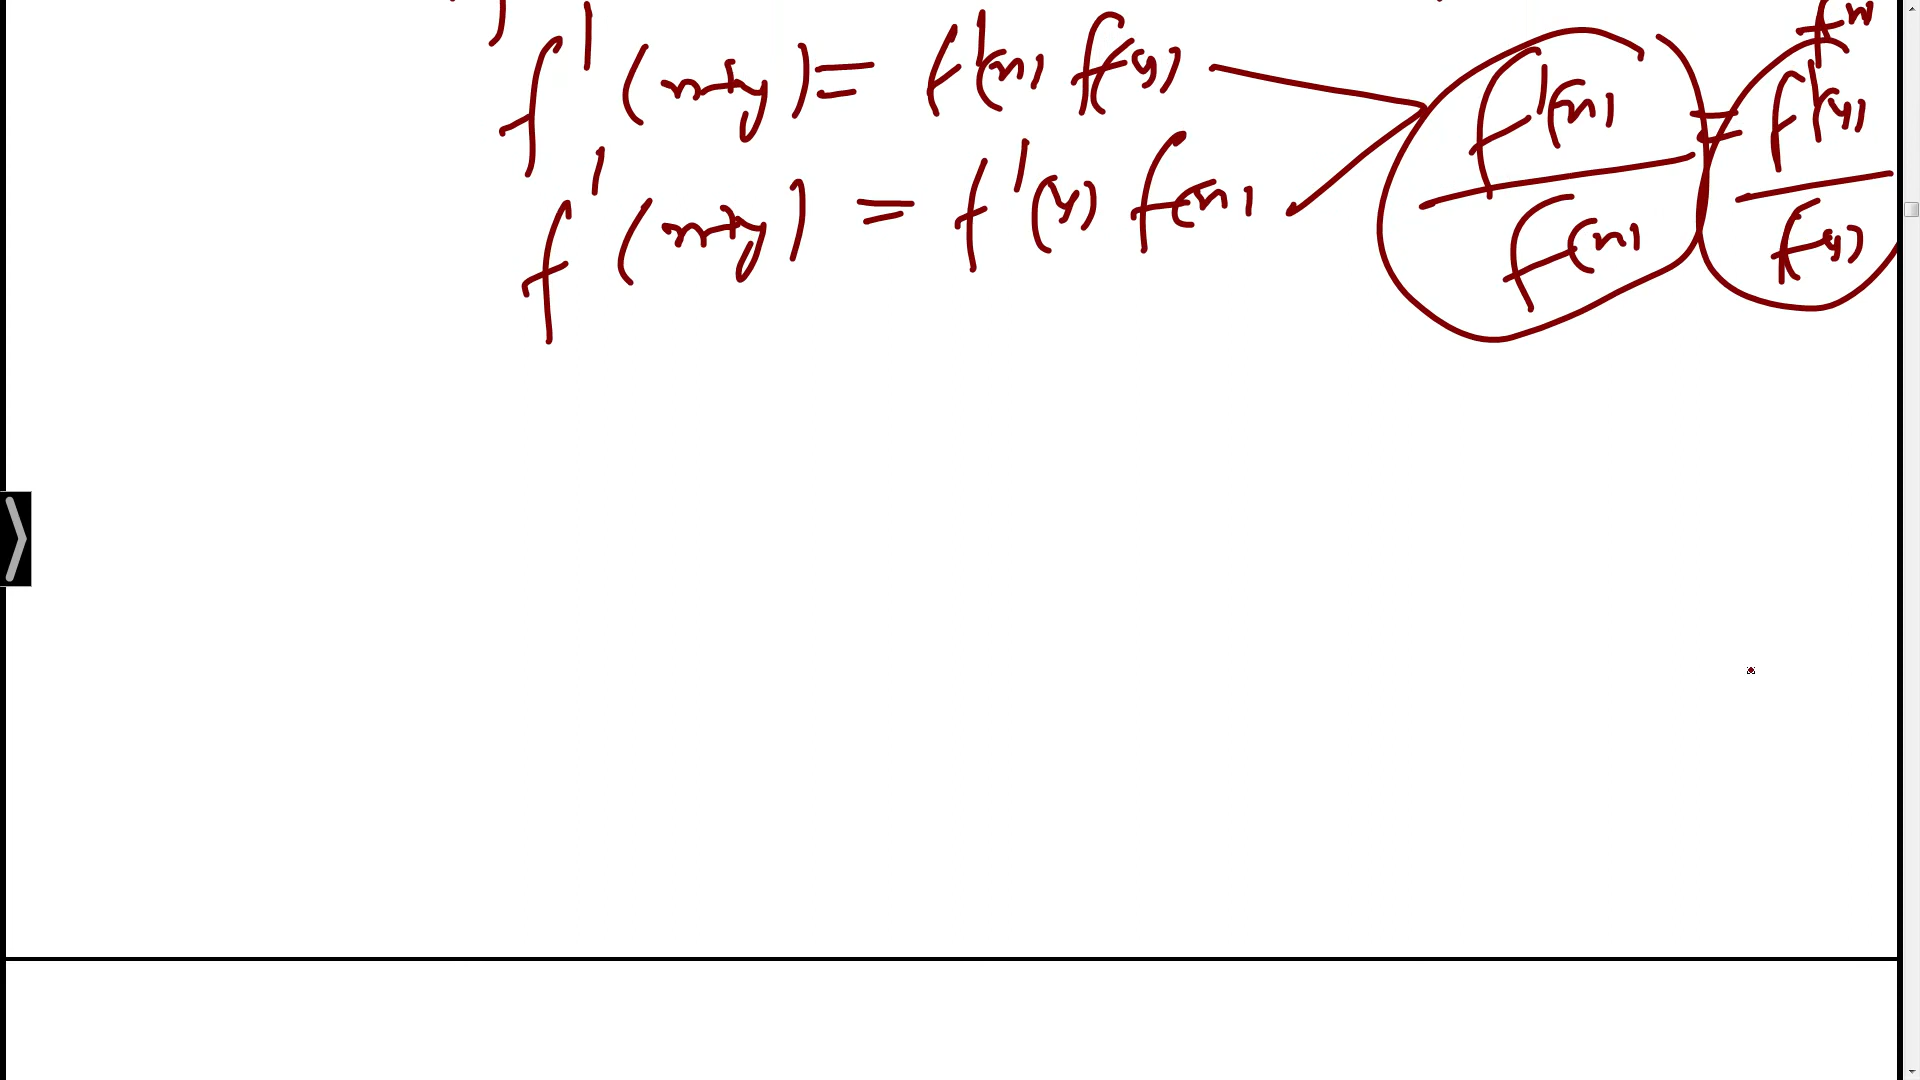 f'(x+y) = f'(x) f(y)
f'(x+y) = f'(y) f(x)
f'(x)/f(x) = f'(y)/f(y)